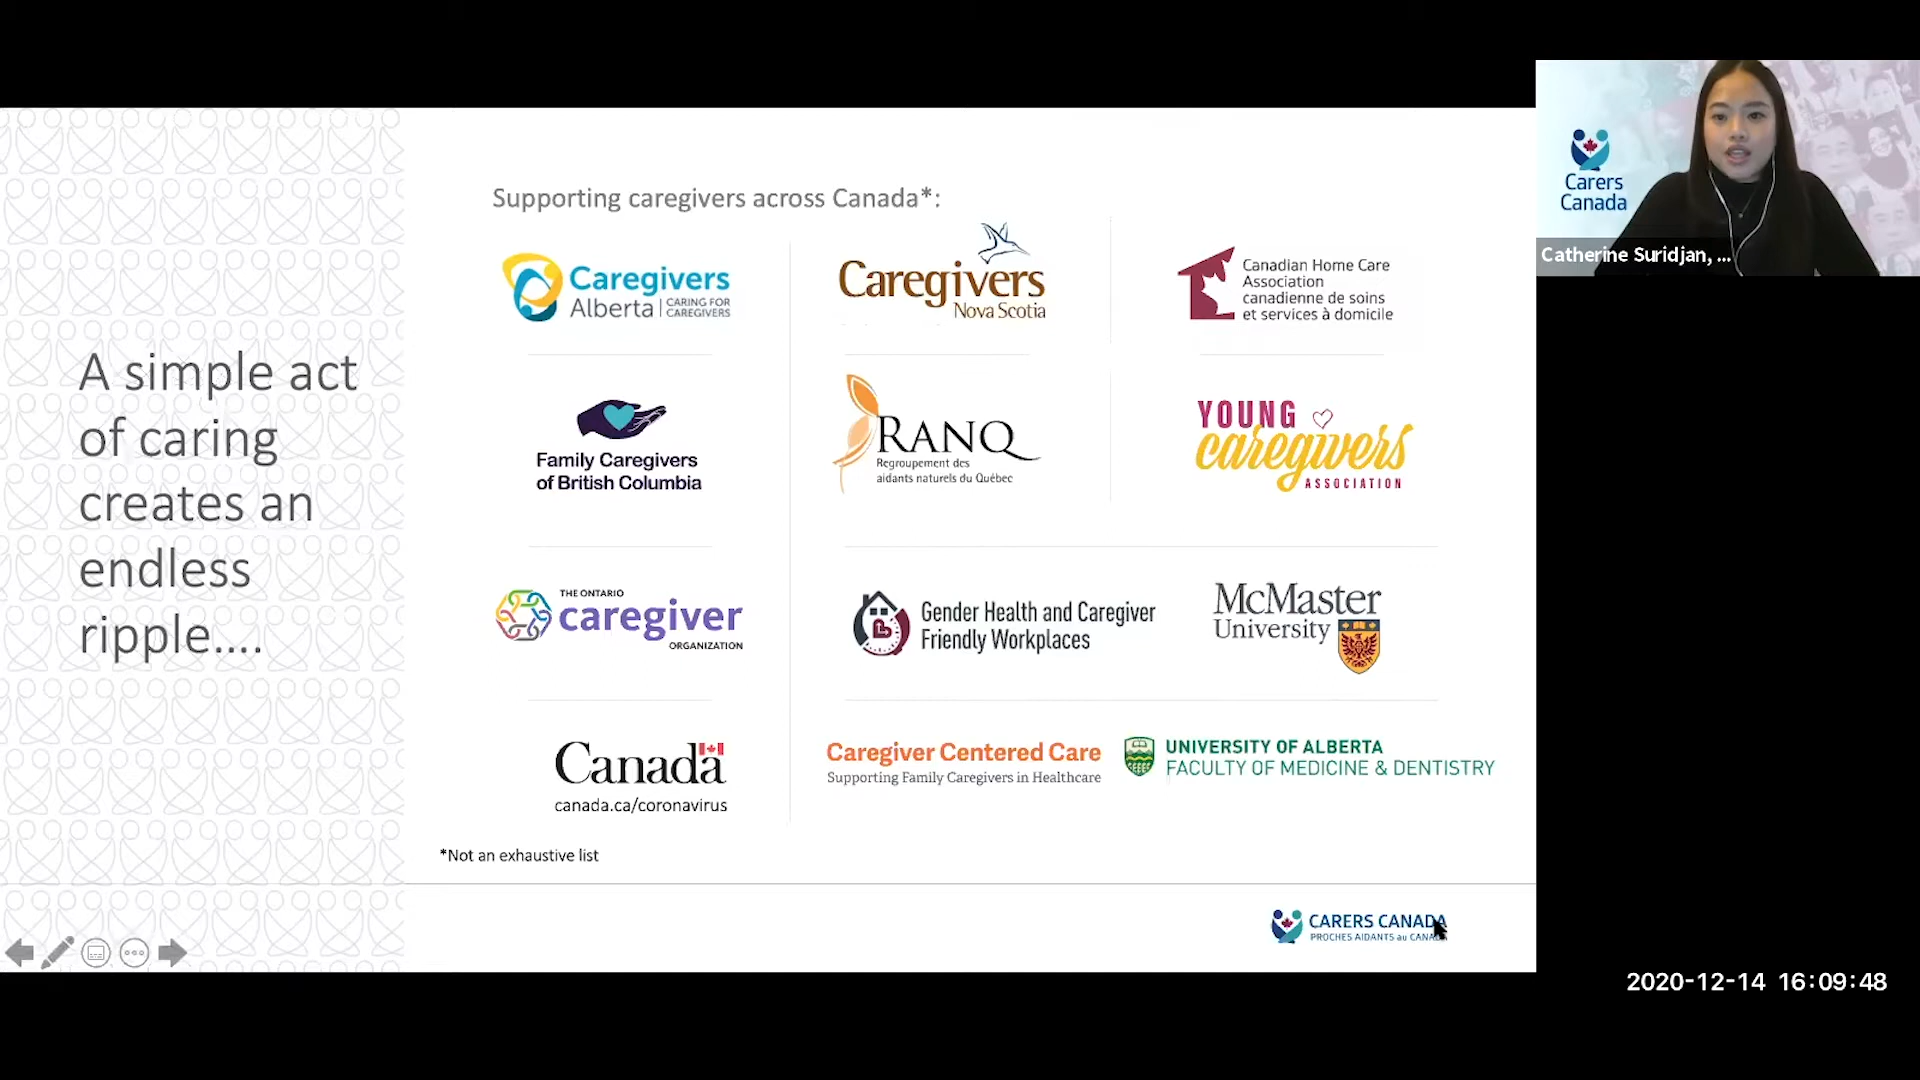 A simple act
of caring
creates an
endless
ripple....
Supporting caregivers across Canada*:
Caregivers
Alberta | CARING FOR
CAREGIVERS
Caregivers
Nova Scotia
Canadian Home Care
Association
canadienne de soins
et services à domicile
Family Caregivers
of British Columbia
RANQ
Regroupement des
aidants naturels du Québec
YOUNG
caregivers
ASSOCIATION
THE ONTARIO
caregiver
ORGANIZATION
Gender Health and Caregiver
Friendly Workplaces
McMaster
University
Canada
canada.ca/coronavirus
Caregiver Centered Care
Supporting Family Caregivers in Healthcare
UNIVERSITY OF ALBERTA
FACULTY OF MEDICINE & DENTISTRY
*Not an exhaustive list
CARERS CANADA
PROCHES AIDANTS au CANADA
Carers
Canada
Catherine Suridjan, ...
2020-12-14 16:09:48